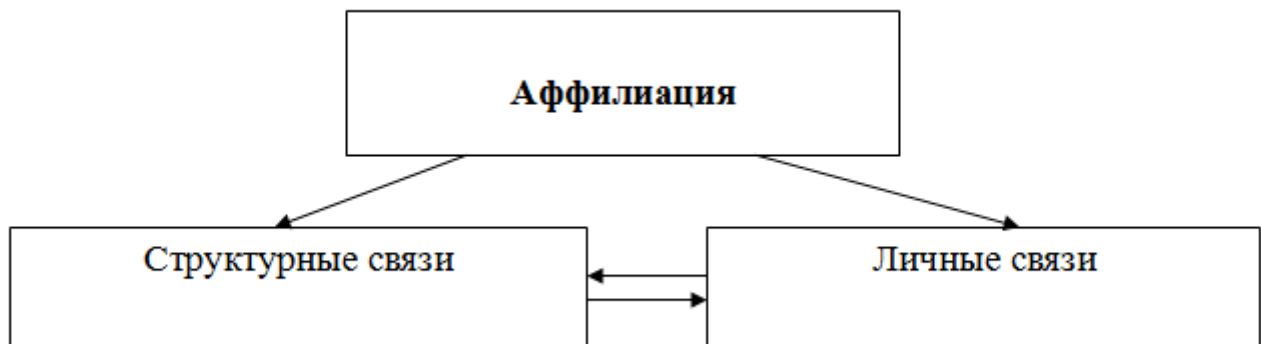 Аффилиация
Структурные связи
Личные связи